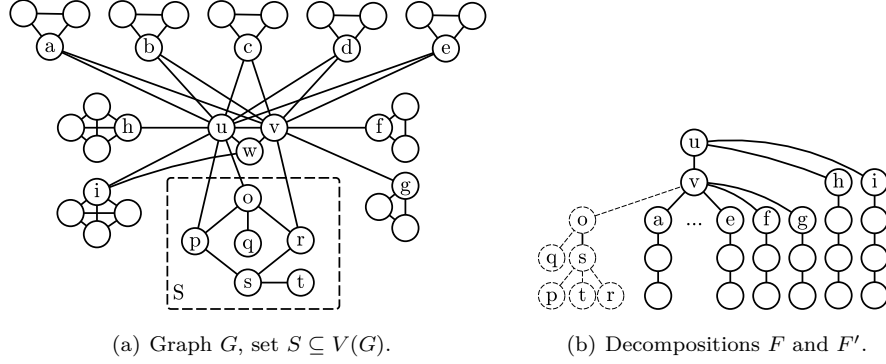 a b c d e
h u v f
w
i g
o
p q r
s t
S
u
v h i
o a ... e f g
q s
p t r
(a) Graph G, set S ⊆ V(G).
(b) Decompositions F and F′.